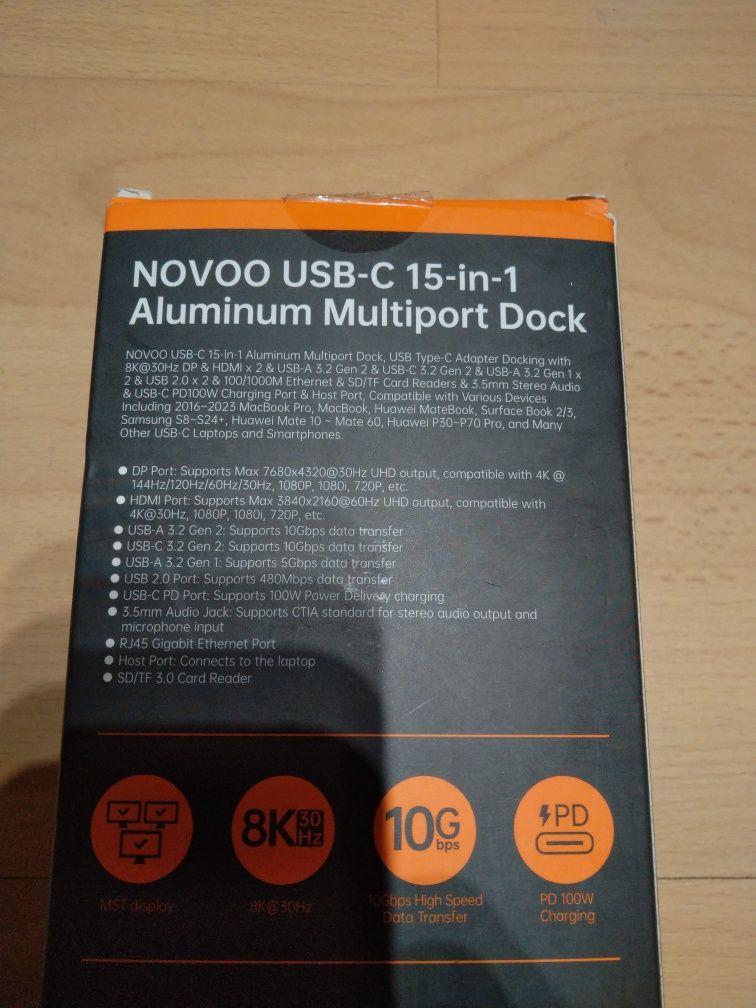 NOVOO USB-C 15-in-1
Aluminum Multiport Dock
NOVOO USB-C 15-in-1 Aluminum Multiport Dock, USB Type-C Adapter Docking with
8K@30Hz DP & HDMI x 2 & USB-A 3.2 Gen 2 & USB-C 3.2 Gen 2 & USB-A 3.2 Gen 1 x
2 & USB 2.0 x 2 & 100/1000M Ethernet & SD/TF Card Readers & 3.5mm Stereo Audio
& USB-C PD100W Charging Port & Host Port, Compatible with Various Devices
Including 2016~2023 MacBook Pro, MacBook, Huawei MateBook, Surface Book 2/3,
Samsung S8~S24+, Huawei Mate 10 ~ Mate 60, Huawei P30~P70 Pro, and Many
Other USB-C Laptops and Smartphones.
● DP Port: Supports Max 7680x4320@30Hz UHD output, compatible with 4K @
144Hz/120Hz/60Hz/30Hz, 1080P, 1080i, 720P, etc.
● HDMI Port: Supports Max 3840x2160@60Hz UHD output, compatible with
4K@30Hz, 1080P, 1080i, 720P, etc.
● USB-A 3.2 Gen 2: Supports 10Gbps data transfer
● USB-C 3.2 Gen 2: Supports 10Gbps data transfer
● USB-A 3.2 Gen 1: Supports 5Gbps data transfer
● USB 2.0 Port: Supports 480Mbps data transfer
● USB-C PD Port: Supports 100W Power Delivery charging
● 3.5mm Audio Jack: Supports CTIA standard for stereo audio output and
microphone input
● RJ45 Gigabit Ethernet Port
● Host Port: Connects to the laptop
● SD/TF 3.0 Card Reader
8K 30 Hz
10G bps
PD
MST display
8K@30Hz
10Gbps High Speed
Data Transfer
PD 100W
Charging